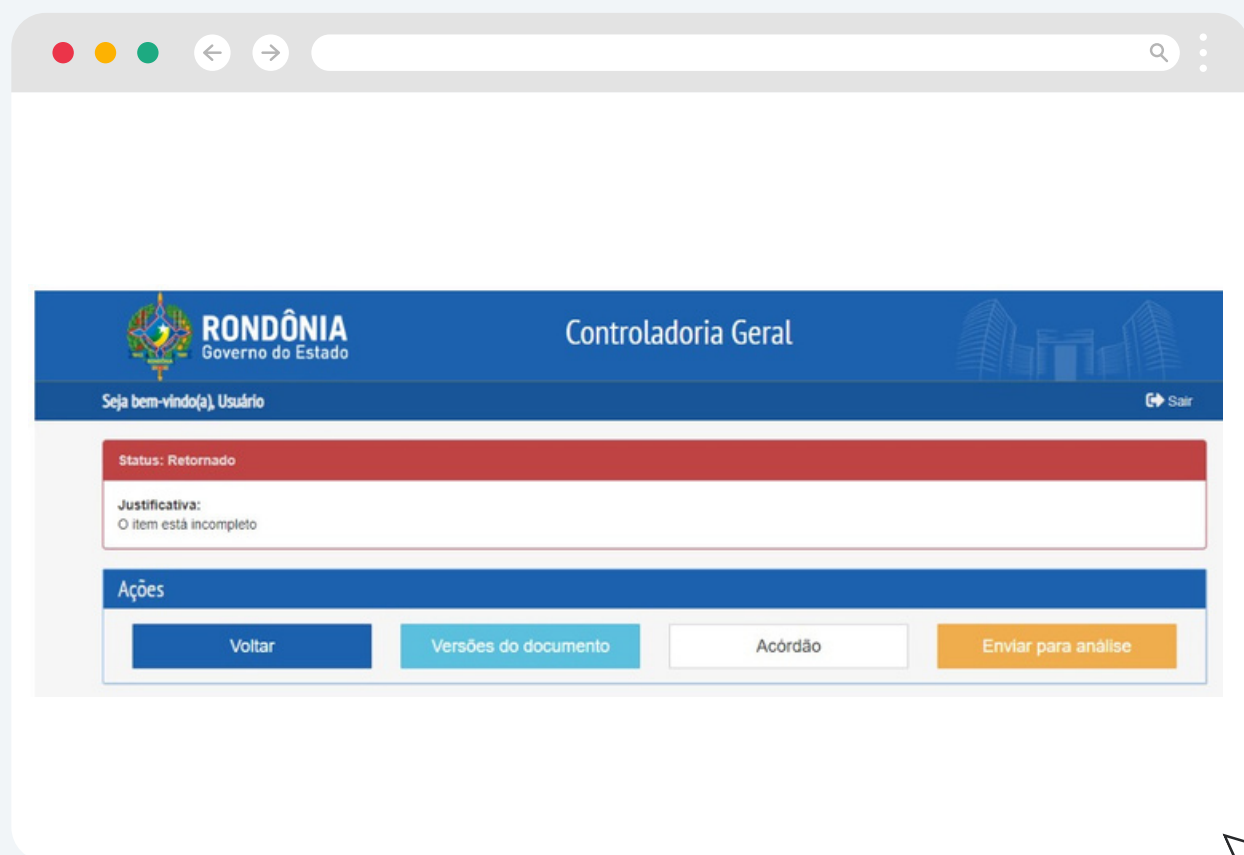 RONDÔNIA
Governo do Estado
Controladoria Geral
Seja bem-vindo(a), Usuário
Sair
Status: Retornado
Justificativa:
O item está incompleto
Ações
Voltar
Versões do documento
Acórdão
Enviar para análise